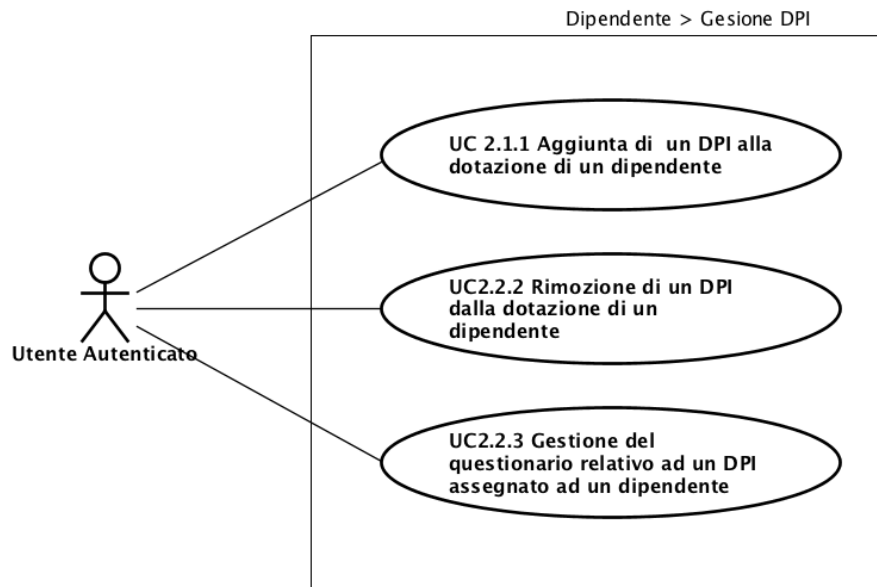 Dipendente > Gesione DPI
UC 2.1.1 Aggiunta di un DPI alla
dotazione di un dipendente
UC2.2.2 Rimozione di un DPI
dalla dotazione di un
dipendente
Utente Autenticato
UC2.2.3 Gestione del
questionario relativo ad un DPI
assegnato ad un dipendente